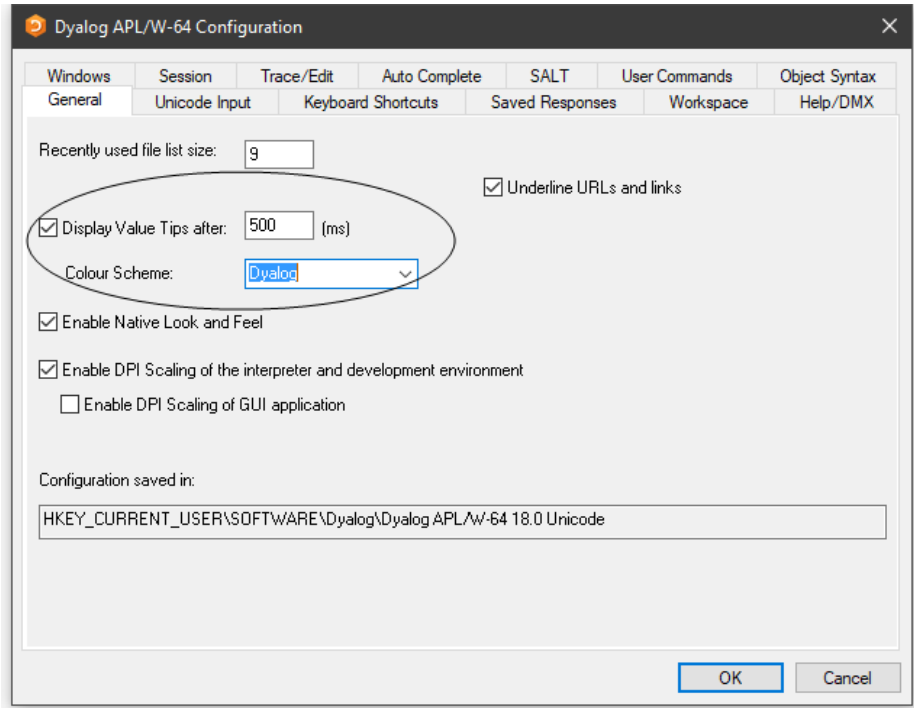 Dyalog APL/W-64 Configuration
Windows Session Trace/Edit Auto Complete SALT User Commands Object Syntax
General Unicode Input Keyboard Shortcuts Saved Responses Workspace Help/DMX
Recently used file list size: 9
Underline URLs and links
Display Value Tips after: 500 (ms)
Colour Scheme: Dyalog
Enable Native Look and Feel
Enable DPI Scaling of the interpreter and development environment
Enable DPI Scaling of GUI application
Configuration saved in:
HKEY_CURRENT_USER\SOFTWARE\Dyalog\Dyalog APL/W-64 18.0 Unicode
OK Cancel